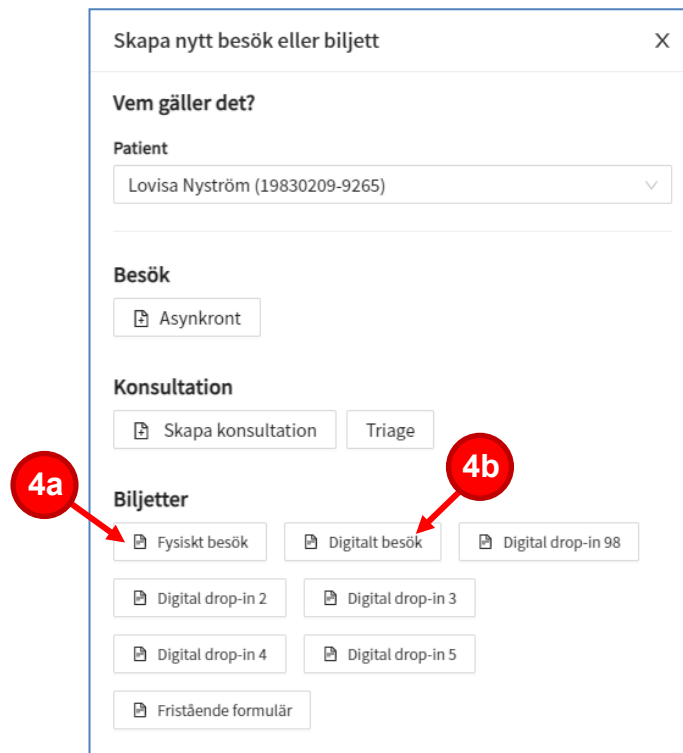 Skapa nytt besök eller biljett X
Vem gäller det?
Patient
Lovisa Nyström (19830209-9265)
Besök
Asynkront
Konsultation
Skapa konsultation Triage
4a
4b
Biljetter
Fysiskt besök Digitalt besök Digital drop-in 98
Digital drop-in 2 Digital drop-in 3
Digital drop-in 4 Digital drop-in 5
Fristående formulär